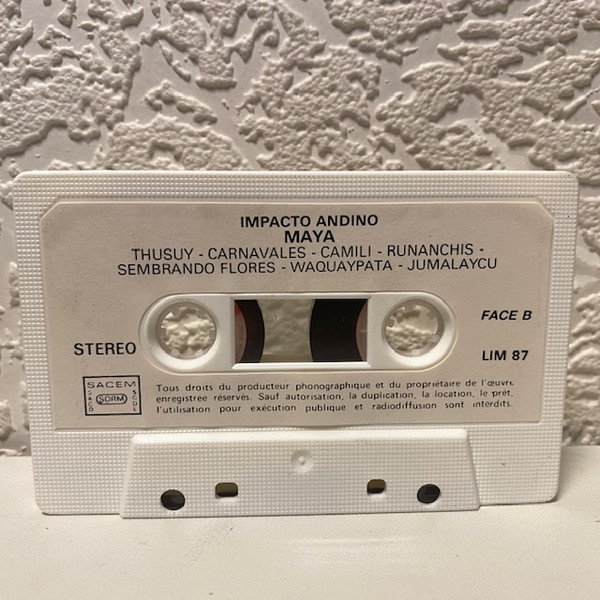 IMPACTO ANDINO
MAYA
THUSUY - CARNAVALES - CAMILI - RUNANCHIS -
SEMBRANDO FLORES - WAQUAYPATA - JUMALAYCU
FACE B
STEREO
LIM 87
SACEM
SDRM
SACD
SGDL
Tous droits du producteur phonographique et du propriétaire de l'œuvre
enregistrée réservés. Sauf autorisation, la duplication, la location, le prêt,
l'utilisation pour exécution publique et radiodiffusion sont interdits.